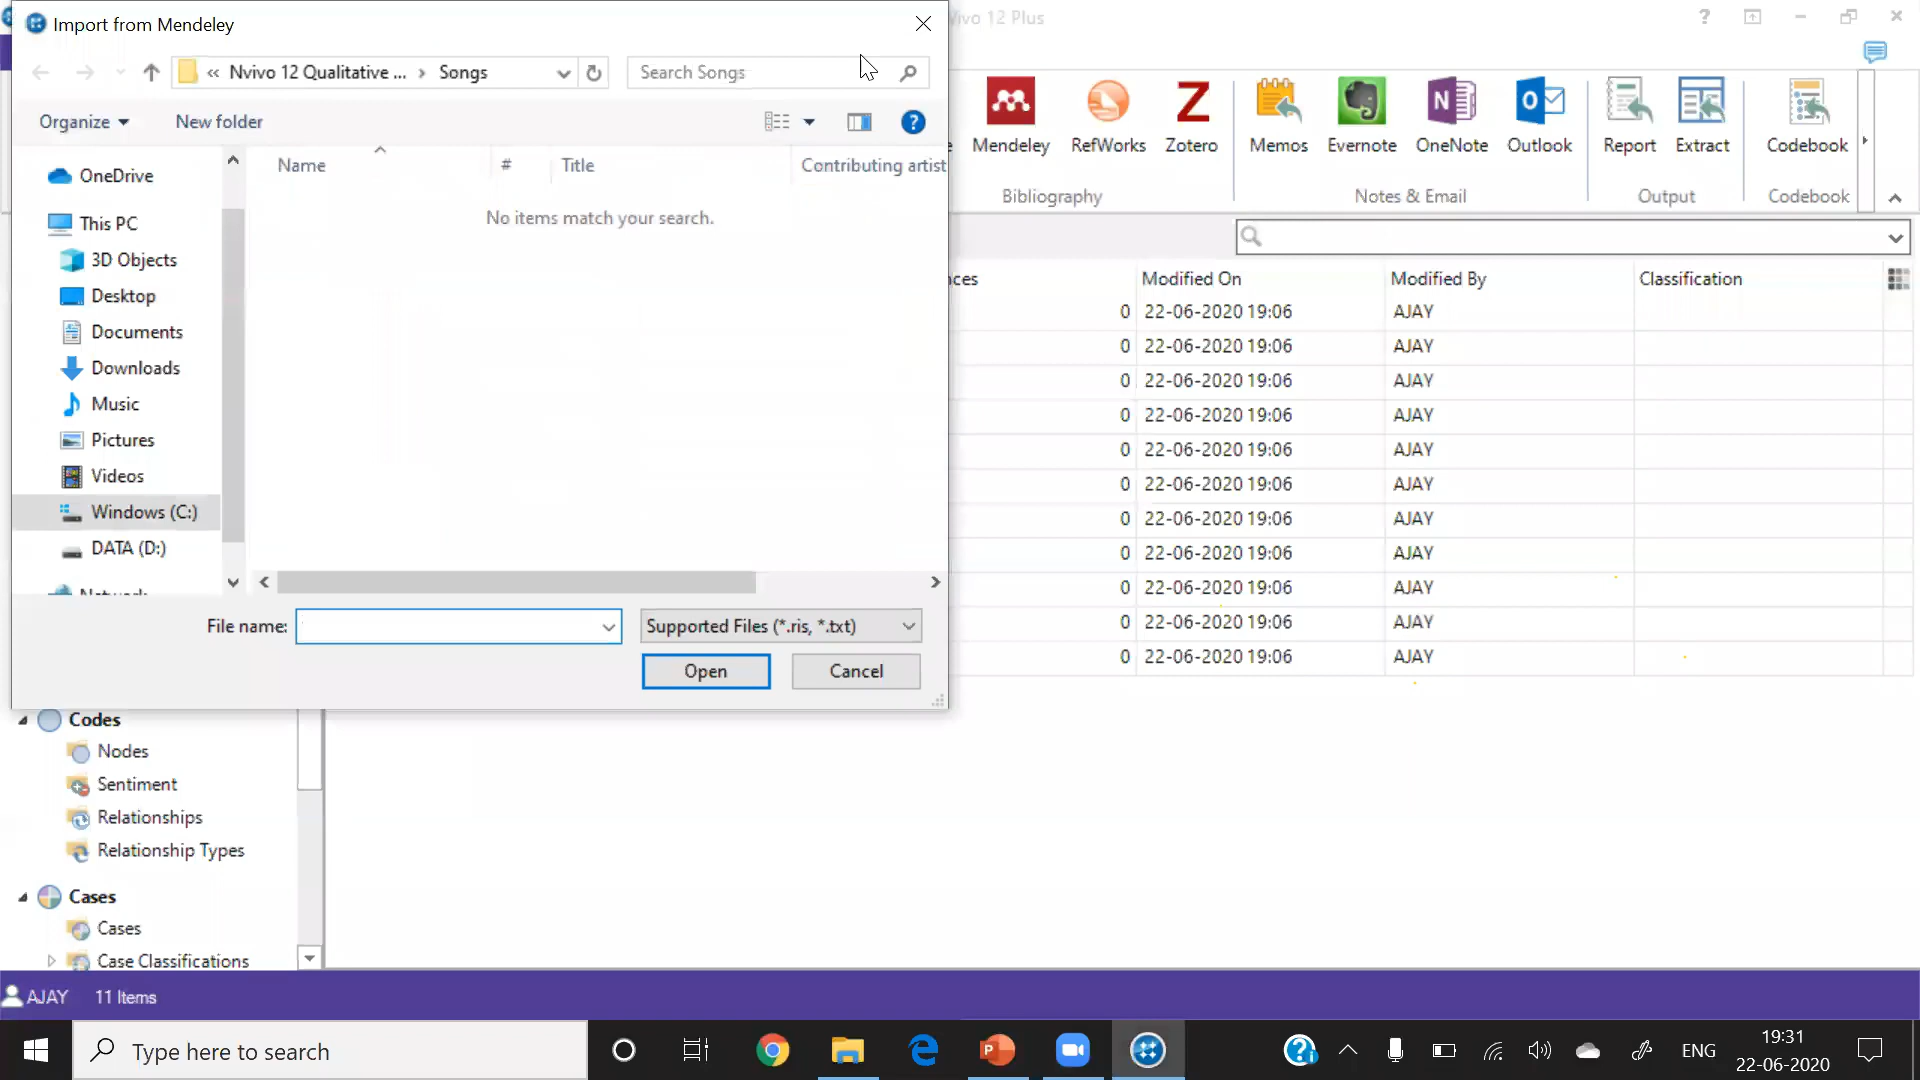 Import from Mendeley
Vivo 12 Plus
?
« Nvivo 12 Qualitative ... › Songs
Search Songs
Organize
New folder
?
Name
#
Title
Contributing artist
No items match your search.
OneDrive
This PC
3D Objects
Desktop
Documents
Downloads
Music
Pictures
Videos
Windows (C:)
DATA (D:)
Network
File name:
Supported Files (*.ris, *.txt)
Open
Cancel
Mendeley
RefWorks
Zotero
Bibliography
Memos
Evernote
OneNote
Outlook
Notes & Email
Report
Extract
Output
Codebook
Codebook
ces Modified On Modified By Classification
0 22-06-2020 19:06 AJAY
0 22-06-2020 19:06 AJAY
0 22-06-2020 19:06 AJAY
0 22-06-2020 19:06 AJAY
0 22-06-2020 19:06 AJAY
0 22-06-2020 19:06 AJAY
0 22-06-2020 19:06 AJAY
0 22-06-2020 19:06 AJAY
0 22-06-2020 19:06 AJAY
0 22-06-2020 19:06 AJAY
0 22-06-2020 19:06 AJAY
Codes
Nodes
Sentiment
Relationships
Relationship Types
Cases
Cases
Case Classifications
AJAY 11 Items
Type here to search
ENG
19:31
22-06-2020